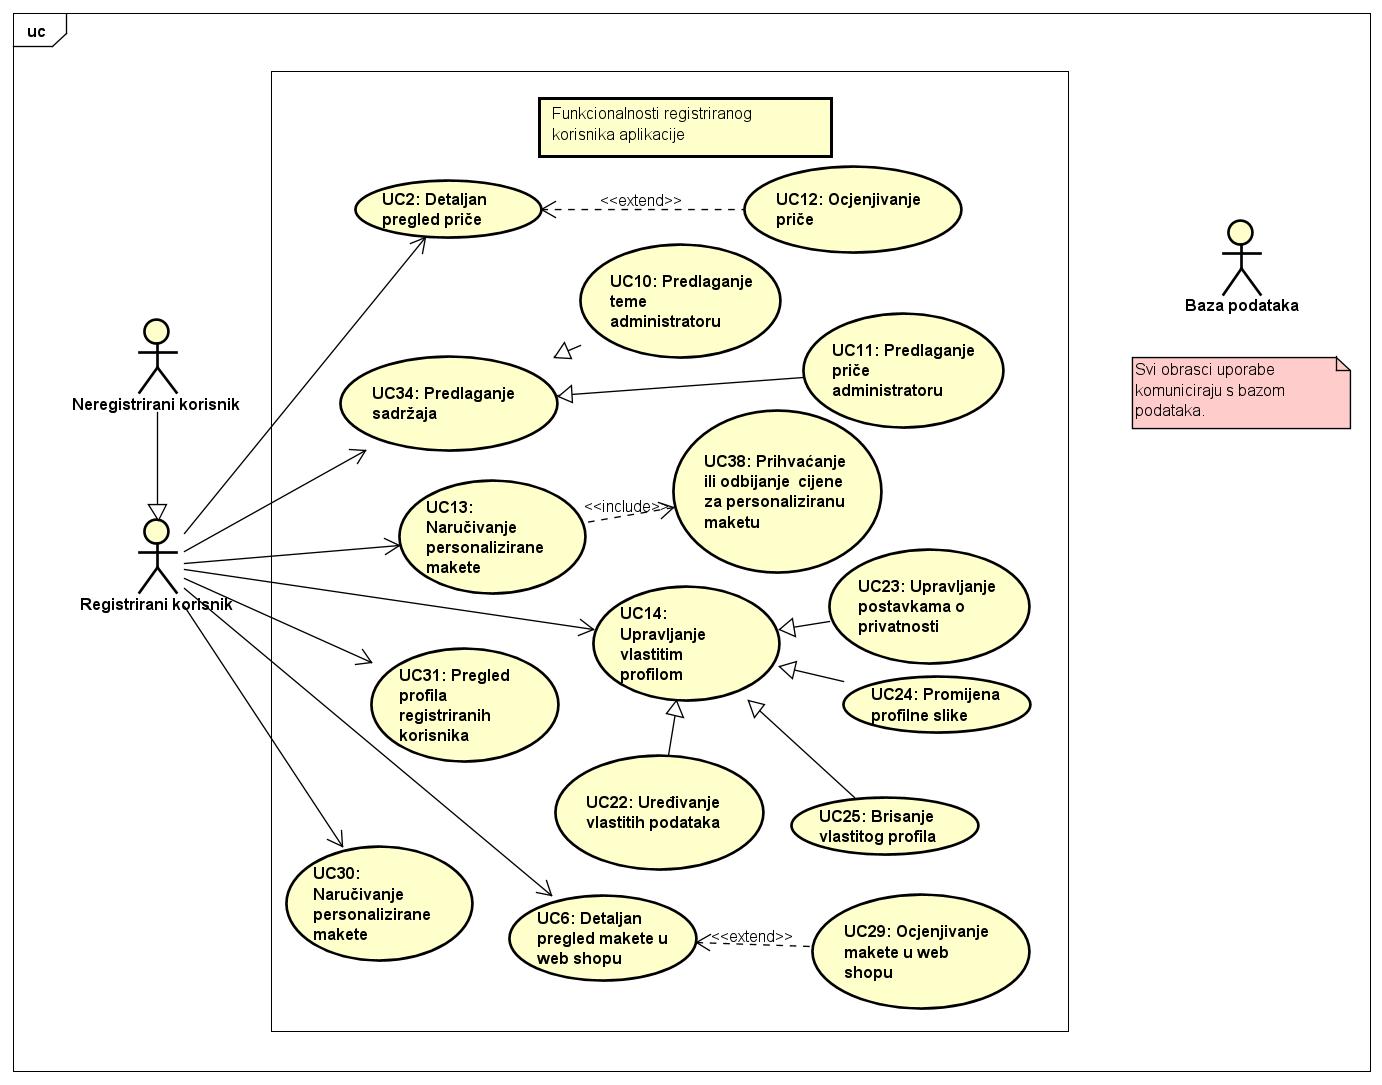 uc
Funkcionalnosti registriranog
korisnika aplikacije
UC2: Detaljan
pregled priče
<<extend>>
UC12: Ocjenjivanje
priče
UC10: Predlaganje
teme
administratoru
Baza podataka
Neregistrirani korisnik
UC34: Predlaganje
sadržaja
UC11: Predlaganje
priče
administratoru
Svi obrasci uporabe
komuniciraju s bazom
podataka.
UC13:
Naručivanje
personalizirane
makete
<<include>>
UC38: Prihvaćanje
ili odbijanje  cijene
za personaliziranu
maketu
Registrirani korisnik
UC14:
Upravljanje
vlastitim
profilom
UC23: Upravljanje
postavkama o
privatnosti
UC31: Pregled
profila
registriranih
korisnika
UC24: Promijena
profilne slike
UC22: Uređivanje
vlastitih podataka
UC25: Brisanje
vlastitog profila
UC30:
Naručivanje
personalizirane
makete
UC6: Detaljan
pregled makete u
web shopu
<<extend>>
UC29: Ocjenjivanje
makete u web
shopu